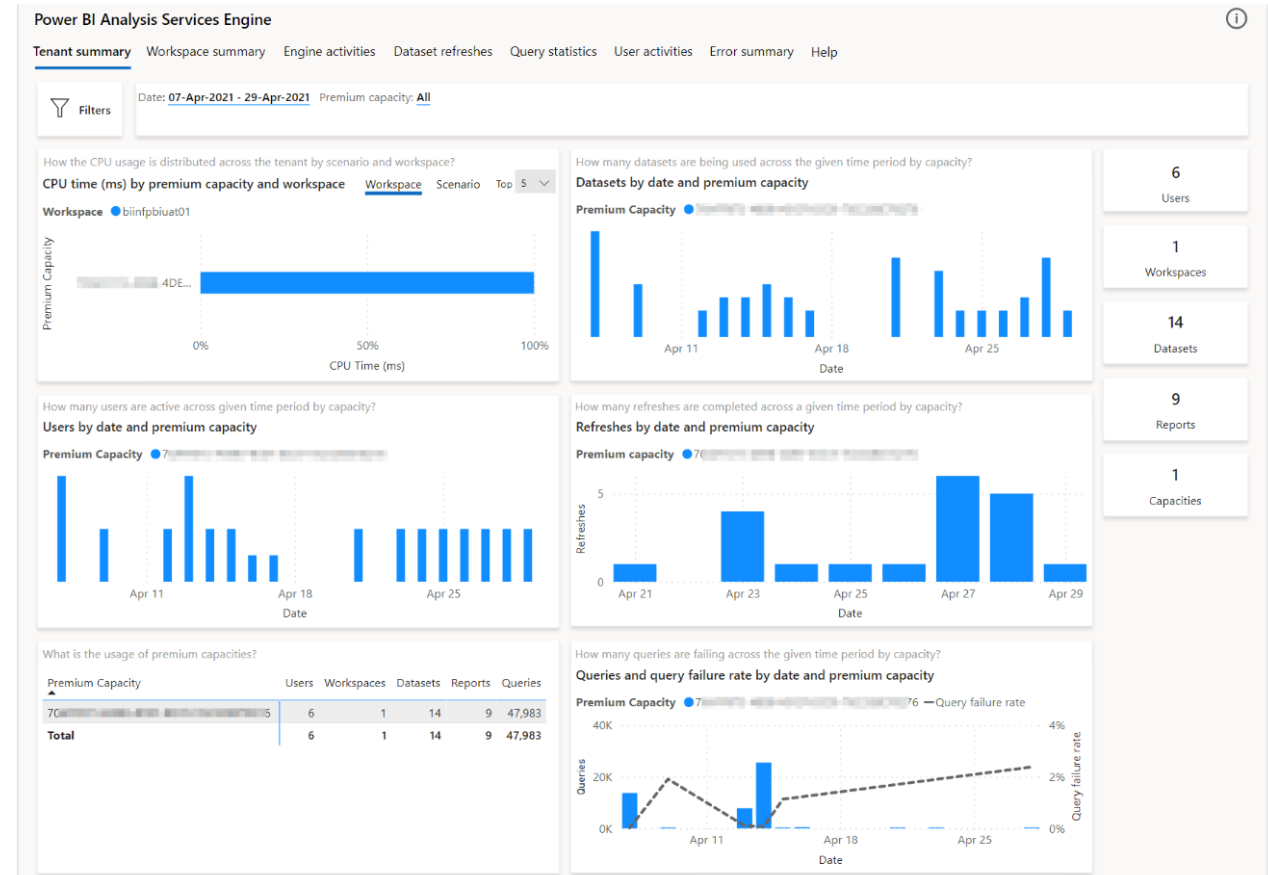 Power BI Analysis Services Engine
Tenant summary Workspace summary Engine activities Dataset refreshes Query statistics User activities Error summary Help
Filters
Date: 07-Apr-2021 - 29-Apr-2021 Premium capacity: All
How the CPU usage is distributed across the tenant by scenario and workspace?
CPU time (ms) by premium capacity and workspace Workspace Scenario Top 5
Workspace biinfpbiuat01
Premium Capacity
4DE...
0% 50% 100%
CPU Time (ms)
How many datasets are being used across the given time period by capacity?
Datasets by date and premium capacity
Premium Capacity
Apr 11 Apr 18 Apr 25
Date
6
Users
1
Workspaces
14
Datasets
9
Reports
1
Capacities
How many users are active across given time period by capacity?
Users by date and premium capacity
Premium Capacity 7
Apr 11 Apr 18 Apr 25
Date
How many refreshes are completed across a given time period by capacity?
Refreshes by date and premium capacity
Premium capacity 70
Refreshes
5
0
Apr 21 Apr 23 Apr 25 Apr 27 Apr 29
Date
What is the usage of premium capacities?
Premium Capacity Users Workspaces Datasets Reports Queries
70 6 6 1 14 9 47,983
Total 6 1 14 9 47,983
How many queries are failing across the given time period by capacity?
Queries and query failure rate by date and premium capacity
Premium Capacity 7 76 Query failure rate
Queries
40K
20K
0K
4%
2%
0%
Query failure rate
Apr 11 Apr 18 Apr 25
Date